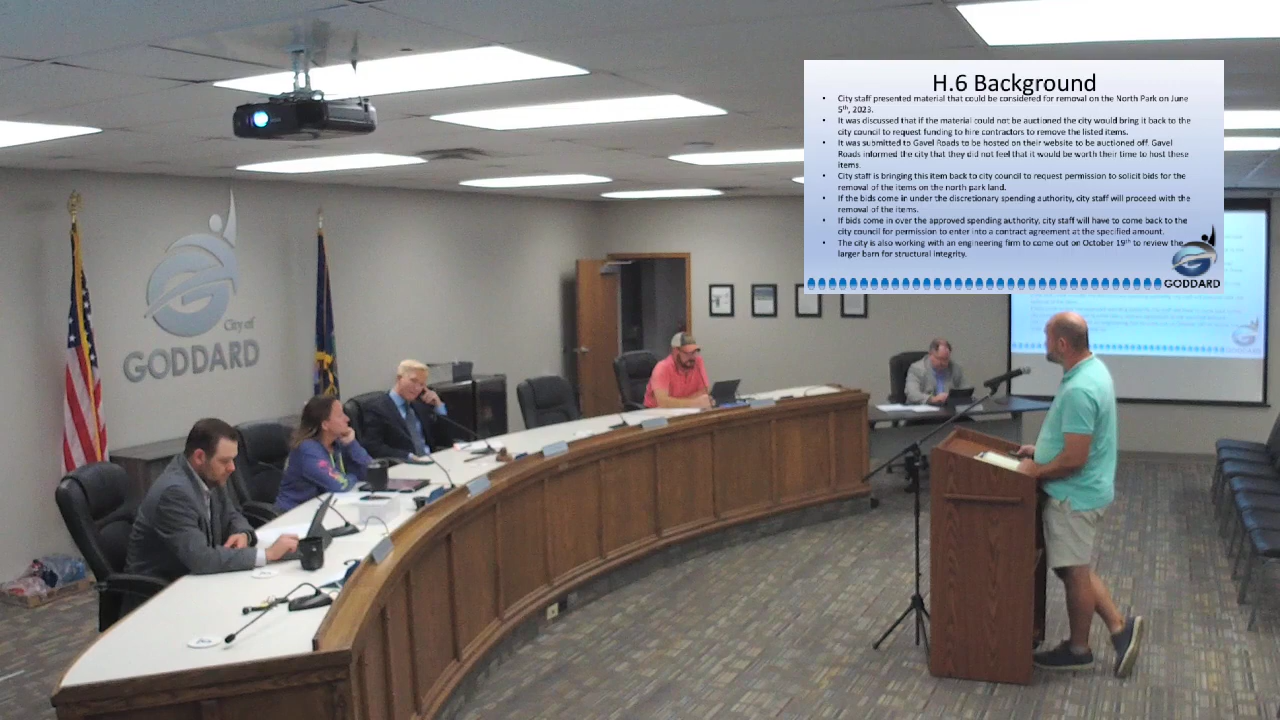 H.6 Background
• City staff presented material that could be considered for removal on the North Park on June
5th, 2023.
• It was discussed that if the material could not be auctioned the city would bring it back to the
city council to request funding to hire contractors to remove the listed items.
• It was submitted to Gavel Roads to be hosted on their website to be auctioned off. Gavel
Roads informed the city that they did not feel that it would be worth their time to host these
items.
• City staff is bringing this item back to city council to request permission to solicit bids for the
removal of the items on the north park land.
• If the bids come in under the discretionary spending authority, city staff will proceed with the
removal of the items.
• If bids come in over the approved spending authority, city staff will have to come back to the
city council for permission to enter into a contract agreement at the specified amount.
• The city is also working with an engineering firm to come out on October 19th to review the
larger barn for structural integrity.
GODDARD
City of
GODDARD